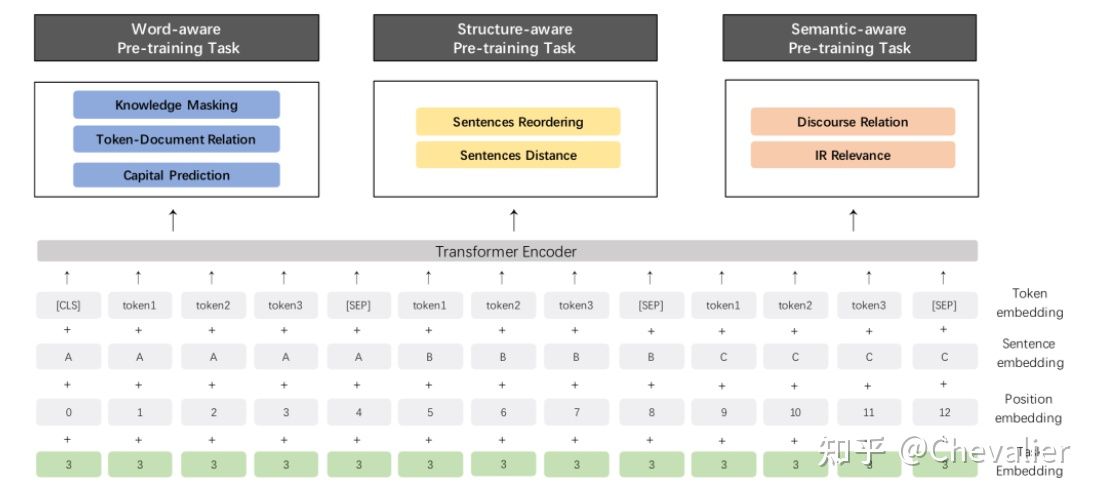 Word-aware
Pre-training Task
Structure-aware
Pre-training Task
Semantic-aware
Pre-training Task
Knowledge Masking
Token-Document Relation
Capital Prediction
Sentences Reordering
Sentences Distance
Discourse Relation
IR Relevance
Transformer Encoder
[CLS] token1 token2 token3 [SEP] token1 token2 token3 [SEP] token1 token2 token3 [SEP]
Token
embedding
+ + + + + + + + + + + + +
A A A A A B B B B C C C C
Sentence
embedding
+ + + + + + + + + + + + +
0 1 2 3 4 5 6 7 8 9 10 11 12
Position
embedding
+ + + + + + + + + + + + +
3 3 3 3 3 3 3 3 3 3 3 3 3
Task
Embedding
知乎 @Chevalier